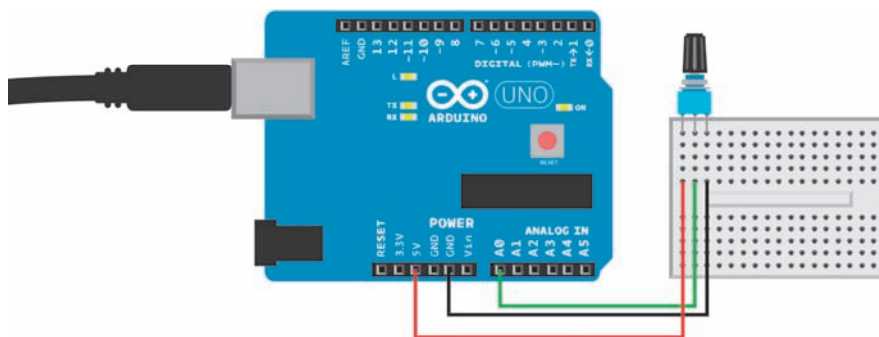 AREF
GND
13
12
~11
~10
~9
8
7
~6
~5
4
~3
2
TX→1
RX←0
DIGITAL (PWM~)
L
TX
RX
UNO
ARDUINO
ON
RESET
POWER
ANALOG IN
RESET
3.3V
5V
GND
GND
Vin
A0
A1
A2
A3
A4
A5